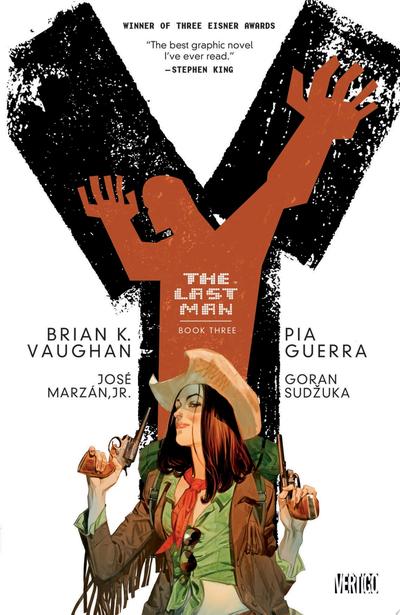 WINNER OF THREE EISNER AWARDS
"The best graphic novel
I've ever read."
—STEPHEN KING
Y
THE
LAST
MAN
BOOK THREE
BRIAN K.
VAUGHAN
PIA
GUERRA
JOSÉ
MARZÁN, JR.
GORAN
SUDŽUKA
VERTIGO